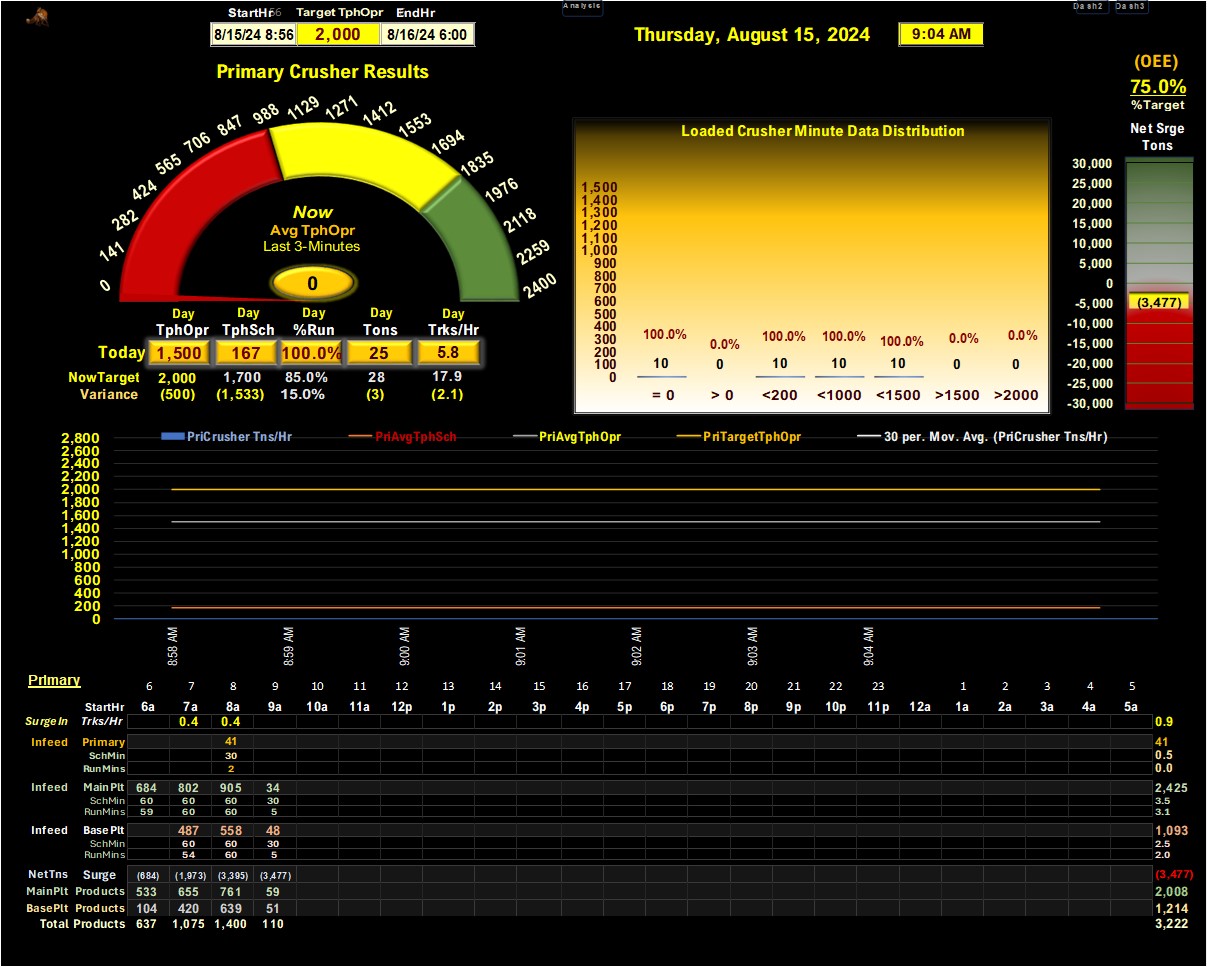 Analysis
Dash2 Dash3
StartHr56 Target TphOpr EndHr
8/15/24 8:56 2,000 8/16/24 6:00
Thursday, August 15, 2024 9:04 AM
(OEE)
75.0%
%Target
Primary Crusher Results
0 141 282 424 565 706 847 988 1129 1271 1412 1553 1694 1835 1976 2118 2259 2400
Now
Avg TphOpr
Last 3-Minutes
0
Day Day Day Day Day
TphOpr TphSch %Run Tons Trks/Hr
Today 1,500 167 100.0% 25 5.8
NowTarget 2,000 1,700 85.0% 28 17.9
Variance (500) (1,533) 15.0% (3) (2.1)
Loaded Crusher Minute Data Distribution
1,500
1,400
1,300
1,200
1,100
1,000
900
800
700
600
500
400
300
200
100
0
100.0% 0.0% 100.0% 100.0% 100.0% 0.0% 0.0%
10 0 10 10 10 0 0
= 0 > 0 <200 <1000 <1500 >1500 >2000
Net Srge
Tons
30,000
25,000
20,000
15,000
10,000
5,000
0
-5,000
-10,000
-15,000
-20,000
-25,000
-30,000
(3,477)
PriCrusher Tns/Hr PriAvgTphSch PriAvgTphOpr PriTargetTphOpr 30 per. Mov. Avg. (PriCrusher Tns/Hr)
2,800
2,600
2,400
2,200
2,000
1,800
1,600
1,400
1,200
1,000
800
600
400
200
0
8:58 AM 8:59 AM 9:00 AM 9:01 AM 9:02 AM 9:03 AM 9:04 AM
Primary
6 7 8 9 10 11 12 13 14 15 16 17 18 19 20 21 22 23 1 2 3 4 5
StartHr 6a 7a 8a 9a 10a 11a 12p 1p 2p 3p 4p 5p 6p 7p 8p 9p 10p 11p 12a 1a 2a 3a 4a 5a
SurgeIn Trks/Hr 0.4 0.4 0.9
Infeed Primary 41 41
SchMin 30 0.5
RunMins 2 0.0
Infeed MainPlt 684 802 905 34 2,425
SchMin 60 60 60 30 3.5
RunMins 59 60 60 5 3.1
Infeed BasePlt 487 558 48 1,093
SchMin 60 60 30 2.5
RunMins 54 60 5 2.0
NetTns Surge (684) (1,973) (3,395) (3,477) (3,477)
MainPlt Products 533 655 761 59 2,008
BasePlt Products 104 420 639 51 1,214
Total Products 637 1,075 1,400 110 3,222